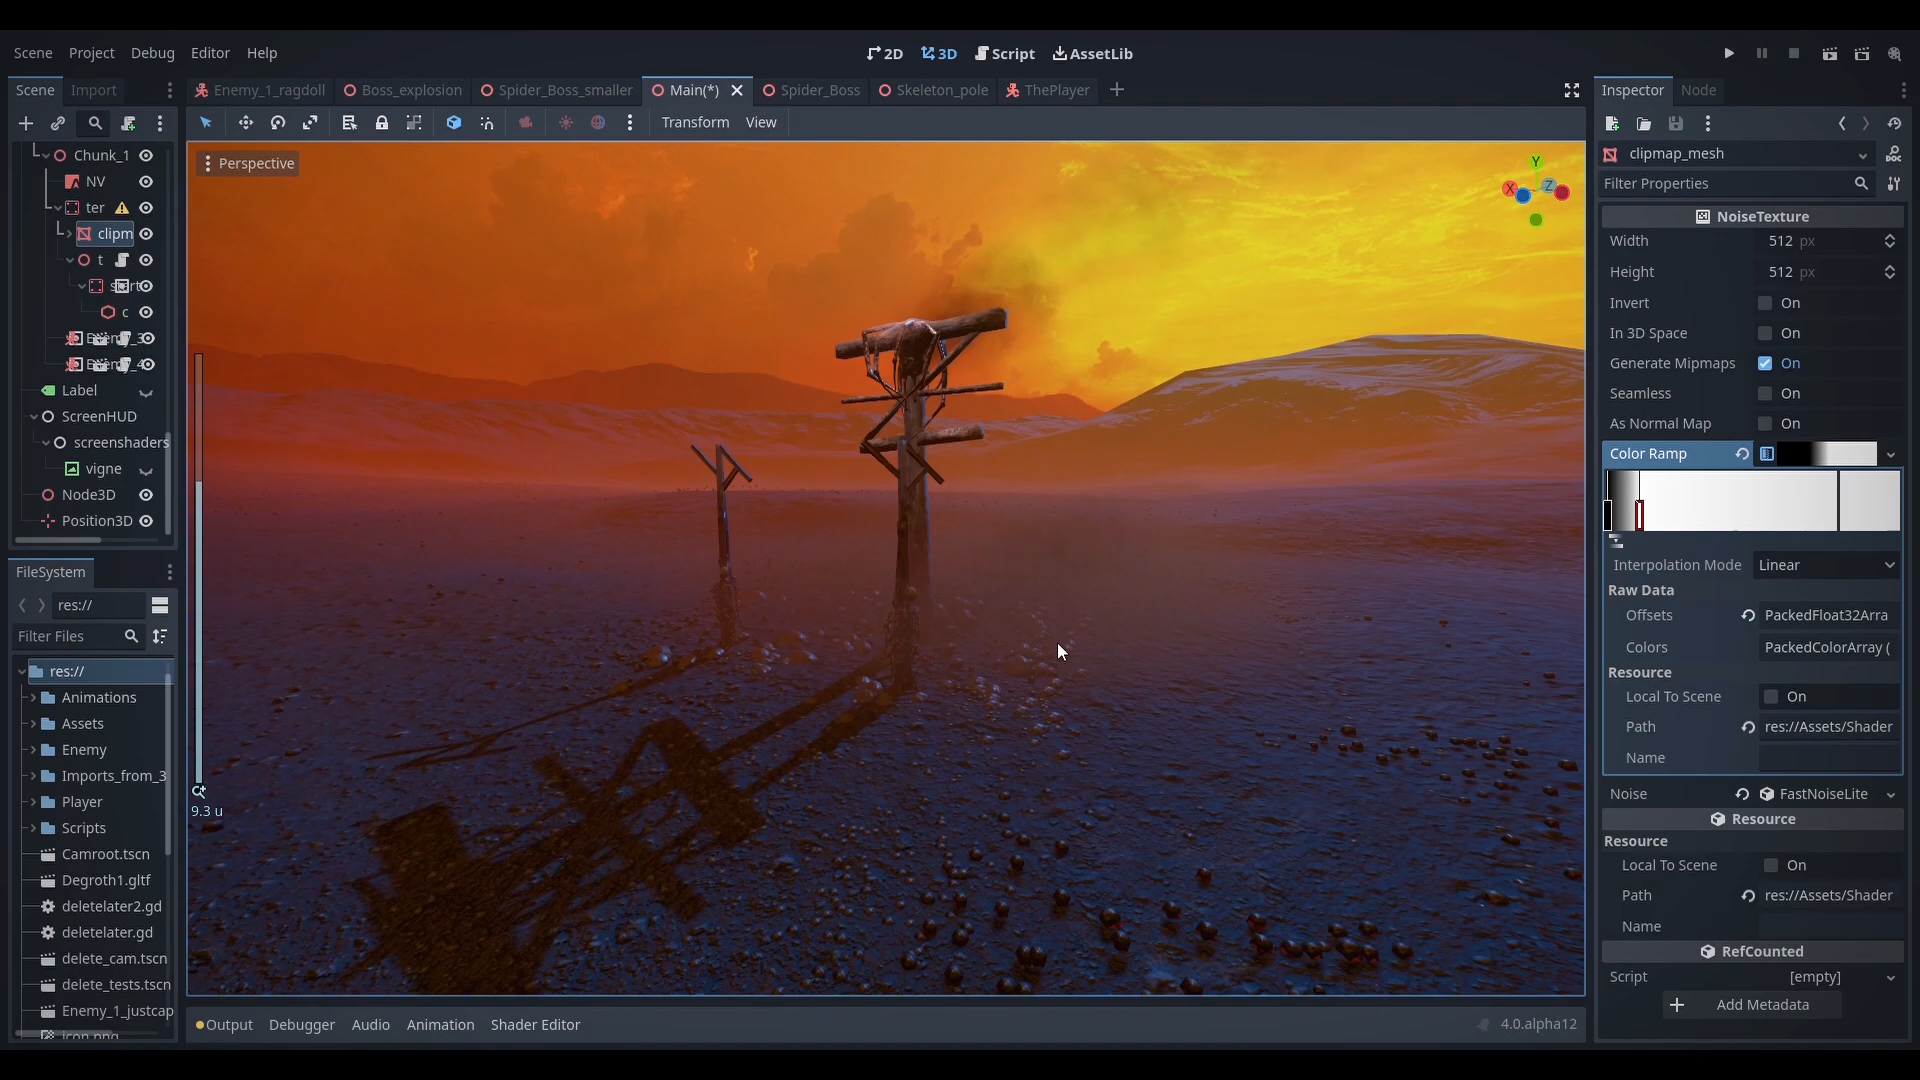 Scene Project Debug Editor Help
2D 3D Script AssetLib
Scene Import
Enemy_1_ragdoll Boss_explosion Spider_Boss_smaller Main(*) Spider_Boss Skeleton_pole ThePlayer
Inspector Node
Transform View
Perspective
Y
X Z
9.3 u
Chunk_1
NV
ter
clipm
t
c
Label
ScreenHUD
screenshaders
vigne
Node3D
Position3D
FileSystem
res://
Filter Files
res://
Animations
Assets
Enemy
Imports_from_3
Player
Scripts
Camroot.tscn
Degroth1.gltf
deletelater2.gd
deletelater.gd
delete_cam.tscn
delete_tests.tscn
Enemy_1_justcap
icon.png
Output Debugger Audio Animation Shader Editor
4.0.alpha12
clipmap_mesh
DOC
Filter Properties
NoiseTexture
Width 512 px
Height 512 px
Invert On
In 3D Space On
Generate Mipmaps On
Seamless On
As Normal Map On
Color Ramp
Interpolation Mode Linear
Raw Data
Offsets PackedFloat32Arra
Colors PackedColorArray (
Resource
Local To Scene On
Path res://Assets/Shader
Name
Noise FastNoiseLite
Resource
Resource
Local To Scene On
Path res://Assets/Shader
Name
RefCounted
Script [empty]
Add Metadata